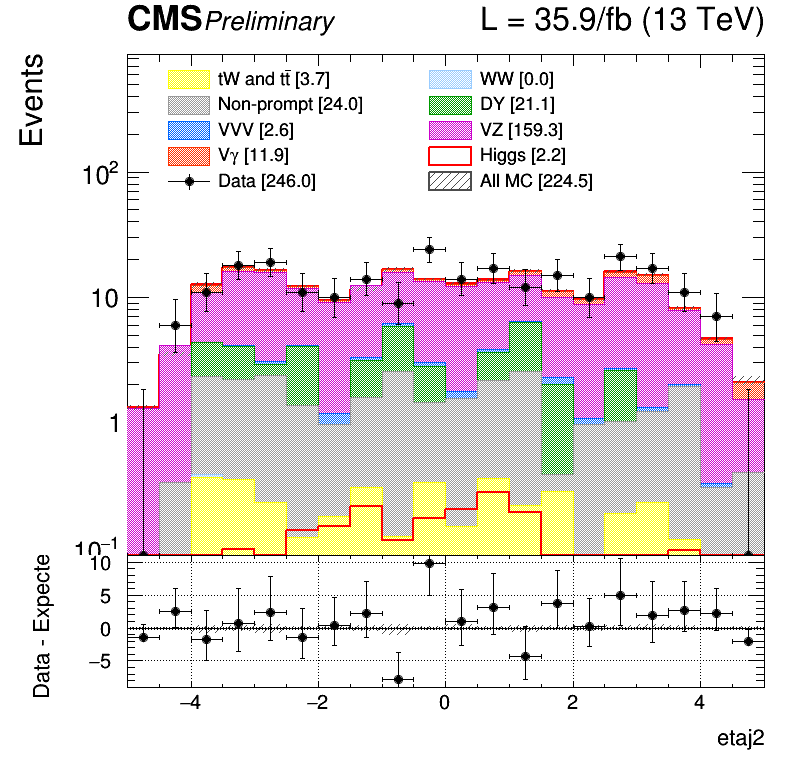 CMS Preliminary L = 35.9/fb (13 TeV)
Events
tW and tt̄ [3.7] WW [0.0]
Non-prompt [24.0] DY [21.1]
VVV [2.6] VZ [159.3]
Vγ [11.9] Higgs [2.2]
Data [246.0] All MC [224.5]
10²
10
1
10⁻¹
Data - Expecte
10
5
0
−5
−4 −2 0 2 4
etaj2